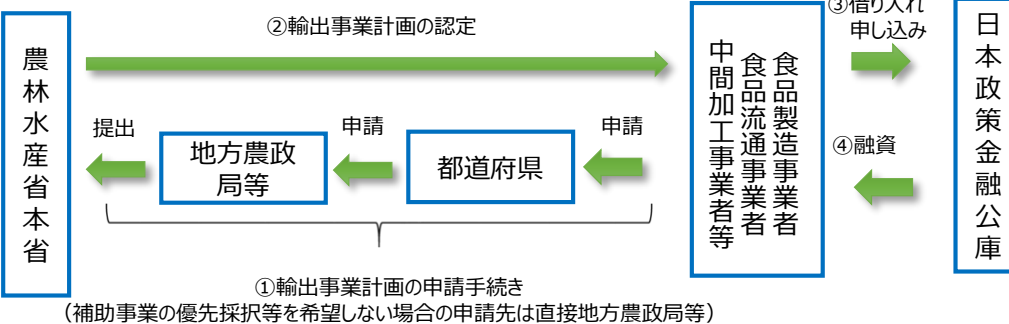 農林水産省本省
②輸出事業計画の認定
提出
地方農政
局等
申請
都道府県
申請
食品製造事業者
食品流通事業者
中間加工事業者等
③借り入れ
申し込み
④融資
日本政策金融公庫
①輸出事業計画の申請手続き
（補助事業の優先採択等を希望しない場合の申請先は直接地方農政局等）